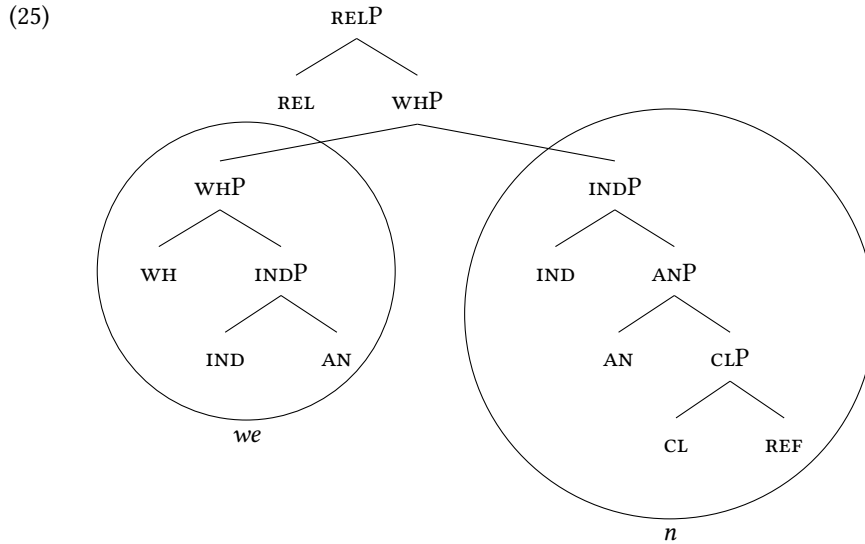 (25)
RELP
REL WHP
WHP INDP
WH INDP IND ANP
IND AN AN CLP
we CL REF
n